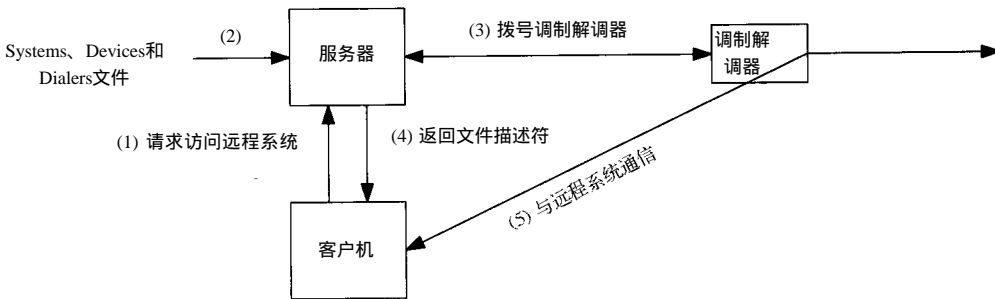 (3) 拨号调制解调器
(2)
Systems、Devices和
Dialers文件
服务器
调制解
调器
(1) 请求访问远程系统
(4) 返回文件描述符
(5) 与远程系统通信
客户机